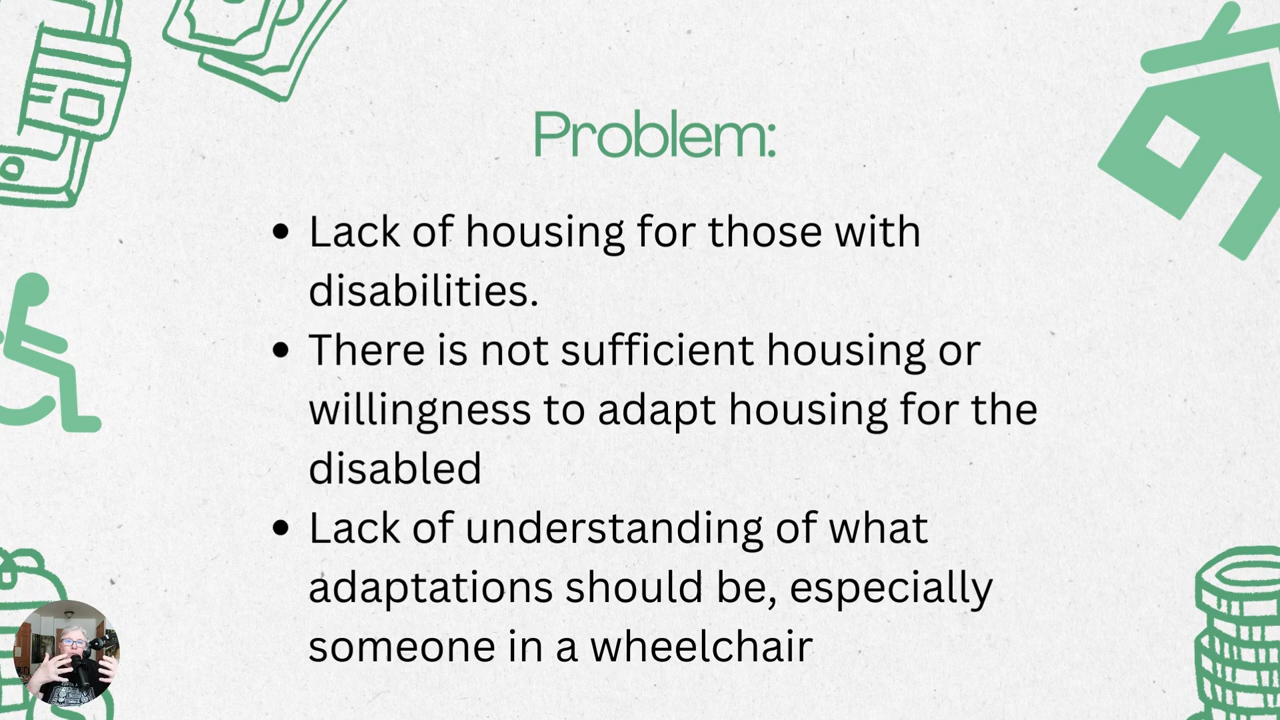 Problem:
• Lack of housing for those with
disabilities.
• There is not sufficient housing or
willingness to adapt housing for the
disabled
• Lack of understanding of what
adaptations should be, especially
someone in a wheelchair